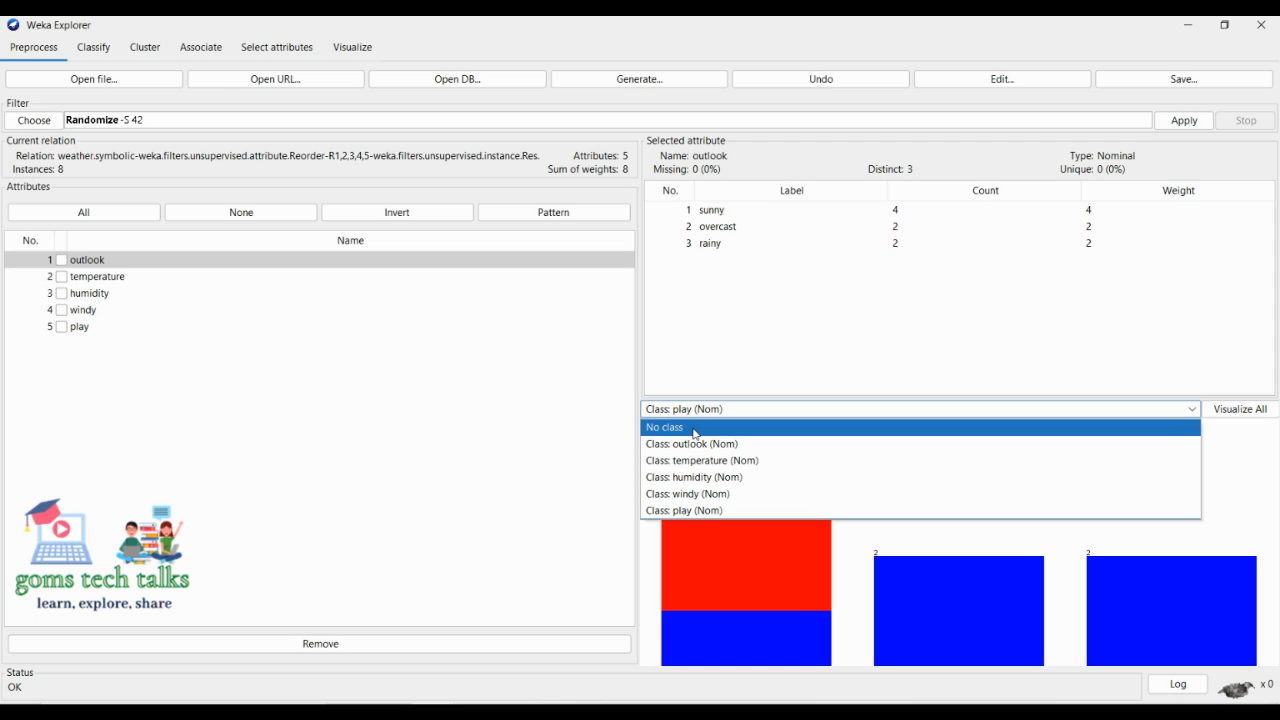 Weka Explorer
Preprocess Classify Cluster Associate Select attributes Visualize
Open file... Open URL... Open DB... Generate... Undo Edit... Save...
Filter
Choose Randomize -S 42 Apply Stop
Current relation
Relation: weather.symbolic-weka.filters.unsupervised.attribute.Reorder-R1,2,3,4,5-weka.filters.unsupervised.instance.Res. Attributes: 5
Instances: 8 Sum of weights: 8
Attributes
All None Invert Pattern
No. Name
1 outlook
2 temperature
3 humidity
4 windy
5 play
goms tech talks
learn, explore, share
Remove
Selected attribute
Name: outlook Type: Nominal
Missing: 0 (0%) Distinct: 3 Unique: 0 (0%)
No. Label Count Weight
1 sunny 4 4
2 overcast 2 2
3 rainy 2 2
Class: play (Nom) Visualize All
No class
Class: outlook (Nom)
Class: temperature (Nom)
Class: humidity (Nom)
Class: windy (Nom)
Class: play (Nom)
2 2
Status
OK Log x 0